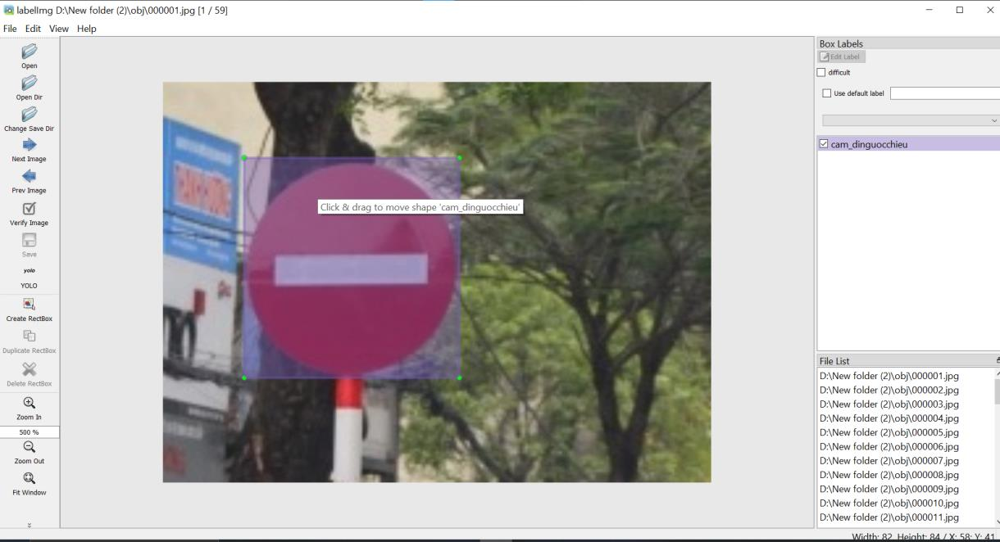 labelImg D:\New folder (2)\obj\000001.jpg [1 / 59]
File Edit View Help
Open
Open Dir
Change Save Dir
Next Image
Prev Image
Verify Image
Save
yolo
YOLO
Create RectBox
Duplicate RectBox
Delete RectBox
Zoom In
500 %
Zoom Out
Fit Window
Click & drag to move shape 'cam_dinguocchieu'
Box Labels
Edit Label
difficult
Use default label
cam_dinguocchieu
File List
D:\New folder (2)\obj\000001.jpg
D:\New folder (2)\obj\000002.jpg
D:\New folder (2)\obj\000003.jpg
D:\New folder (2)\obj\000004.jpg
D:\New folder (2)\obj\000005.jpg
D:\New folder (2)\obj\000006.jpg
D:\New folder (2)\obj\000007.jpg
D:\New folder (2)\obj\000008.jpg
D:\New folder (2)\obj\000009.jpg
D:\New folder (2)\obj\000010.jpg
D:\New folder (2)\obj\000011.jpg
Width: 82, Height: 84 / X: 58; Y: 41